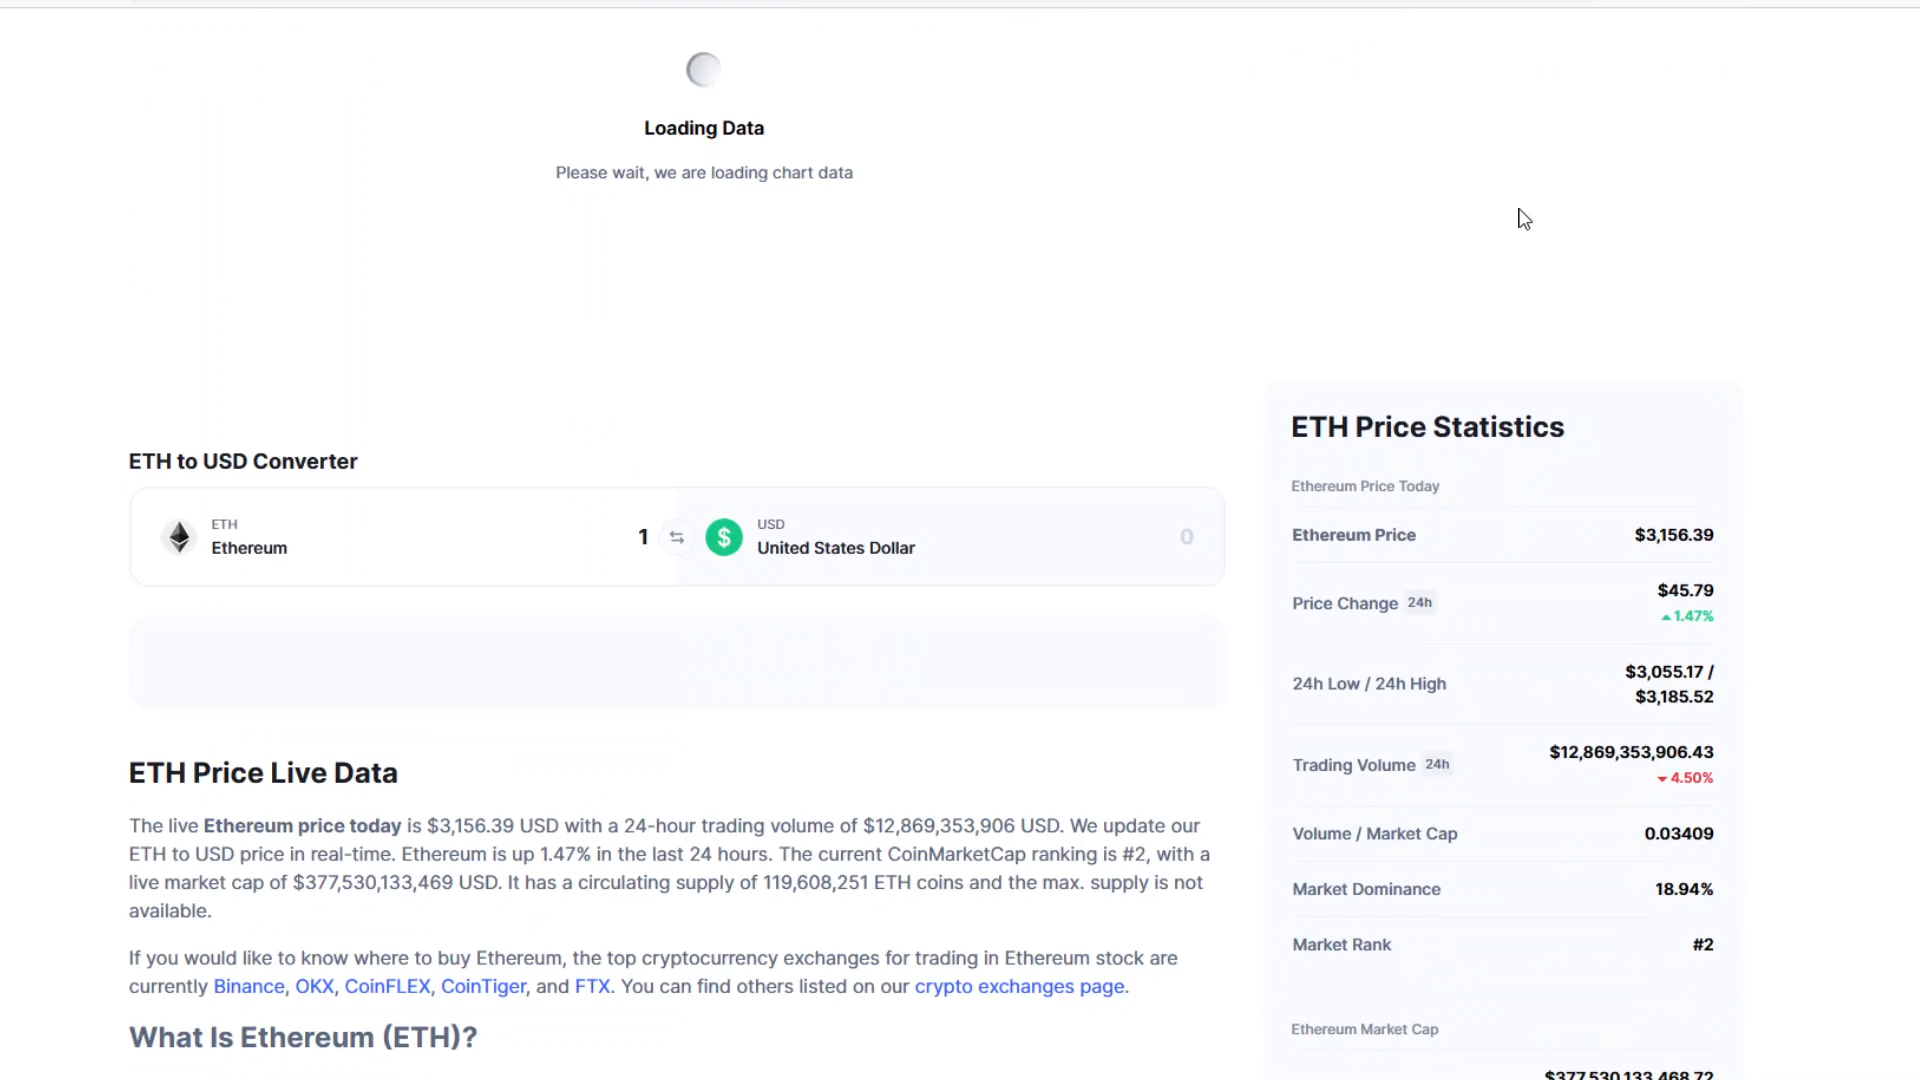 Loading Data
Please wait, we are loading chart data
ETH to USD Converter
ETH
Ethereum
1
USD
United States Dollar
0
ETH Price Live Data
The live Ethereum price today is $3,156.39 USD with a 24-hour trading volume of $12,869,353,906 USD. We update our
ETH to USD price in real-time. Ethereum is up 1.47% in the last 24 hours. The current CoinMarketCap ranking is #2, with a
live market cap of $377,530,133,469 USD. It has a circulating supply of 119,608,251 ETH coins and the max. supply is not
available.
If you would like to know where to buy Ethereum, the top cryptocurrency exchanges for trading in Ethereum stock are
currently Binance, OKX, CoinFLEX, CoinTiger, and FTX. You can find others listed on our crypto exchanges page.
What Is Ethereum (ETH)?
ETH Price Statistics
Ethereum Price Today
Ethereum Price $3,156.39
Price Change 24h $45.79
1.47%
24h Low / 24h High $3,055.17 /
$3,185.52
Trading Volume 24h $12,869,353,906.43
4.50%
Volume / Market Cap 0.03409
Market Dominance 18.94%
Market Rank #2
Ethereum Market Cap
$377,530,133,468.72